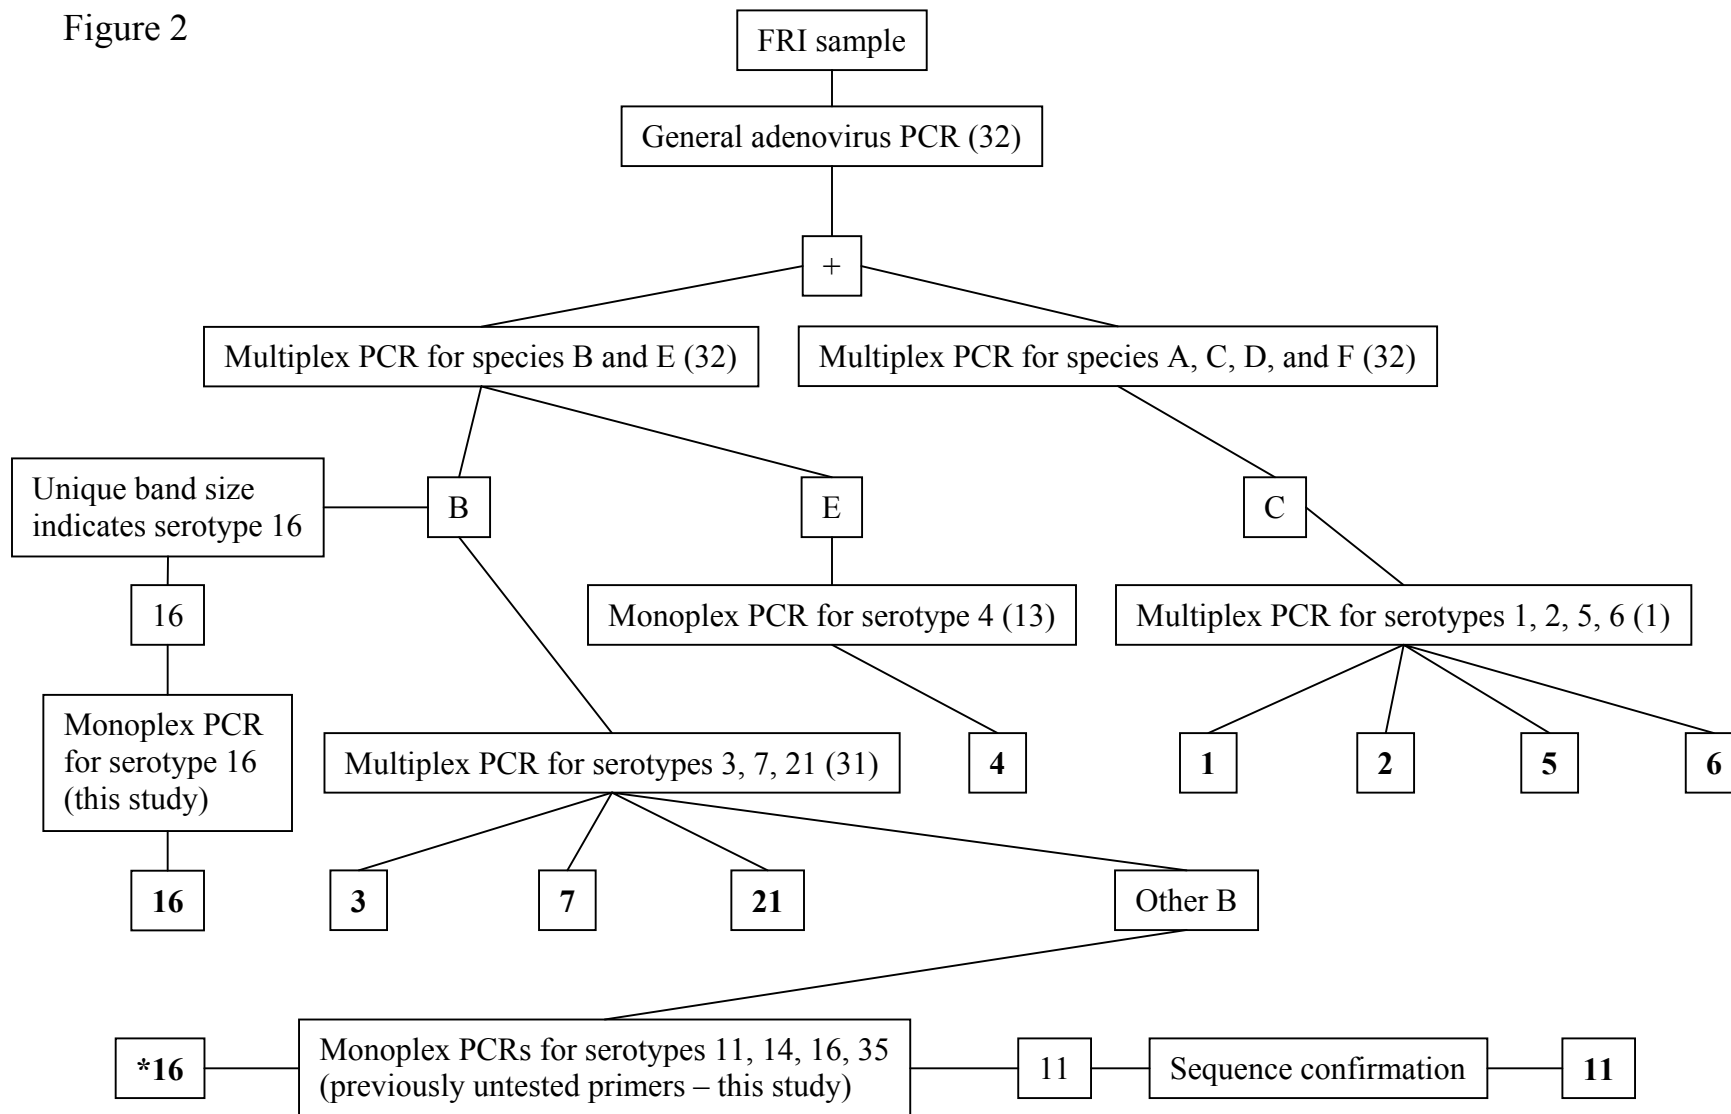 Figure 2
FRI sample
General adenovirus PCR (32)
+
Multiplex PCR for species B and E (32)
Multiplex PCR for species A, C, D, and F (32)
Unique band size
indicates serotype 16
B
E
C
16
Monoplex PCR for serotype 4 (13)
Multiplex PCR for serotypes 1, 2, 5, 6 (1)
Monoplex PCR
for serotype 16
(this study)
Multiplex PCR for serotypes 3, 7, 21 (31)
4
1
2
5
6
16
3
7
21
Other B
*16
Monoplex PCRs for serotypes 11, 14, 16, 35
(previously untested primers – this study)
11
Sequence confirmation
11